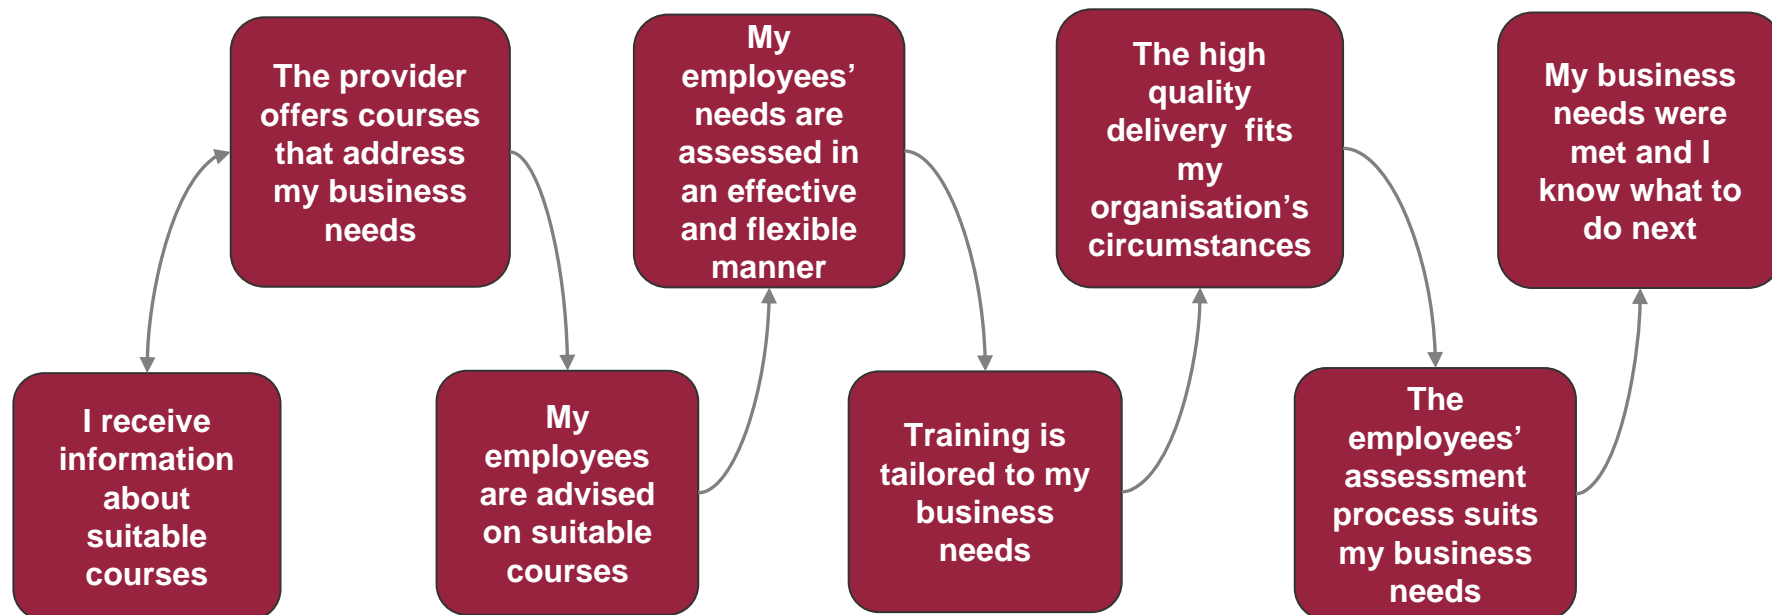 I receive
information
about
suitable
courses
The provider
offers courses
that address
my business
needs
My
employees
are advised
on suitable
courses
My
employees’
needs are
assessed in
an effective
and flexible
manner
Training is
tailored to my
business
needs
The high
quality
delivery  fits
my
organisation’s
circumstances
The
employees’
assessment
process suits
my business
needs
My business
needs were
met and I
know what to
do next